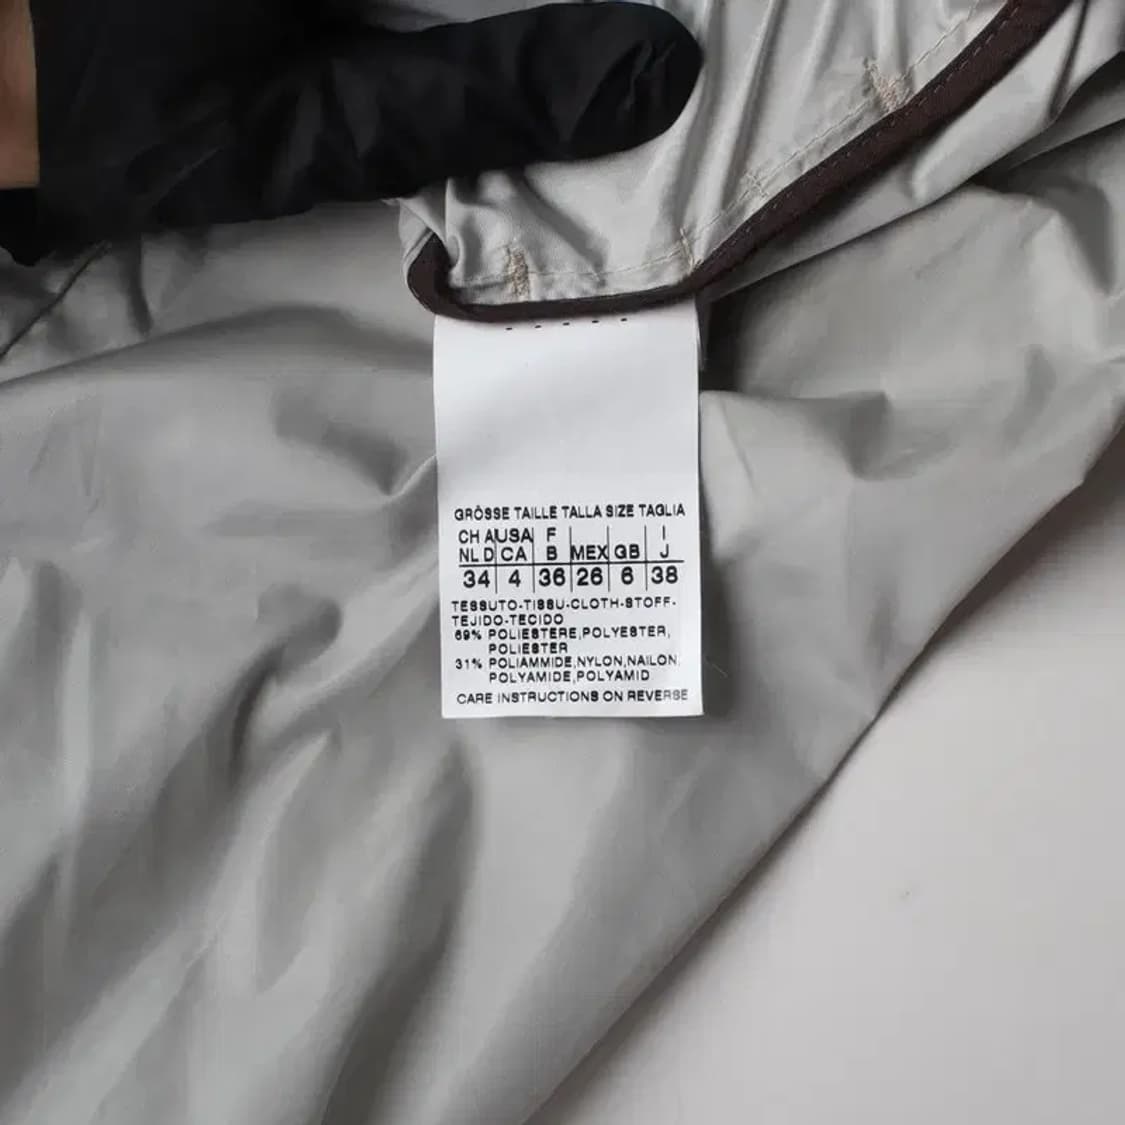 GRÖSSE TAILLE TALLA SIZE TAGLIA
CH A USA F I
NL D CA B MEX GB J
34 4 36 26 6 38
TESSUTO-TISSU-CLOTH-STOFF-
TEJIDO-TECIDO
69% POLIESTERE,POLYESTER,
POLIESTER
31% POLIAMMIDE,NYLON,NAILON,
POLYAMIDE,POLYAMID
CARE INSTRUCTIONS ON REVERSE